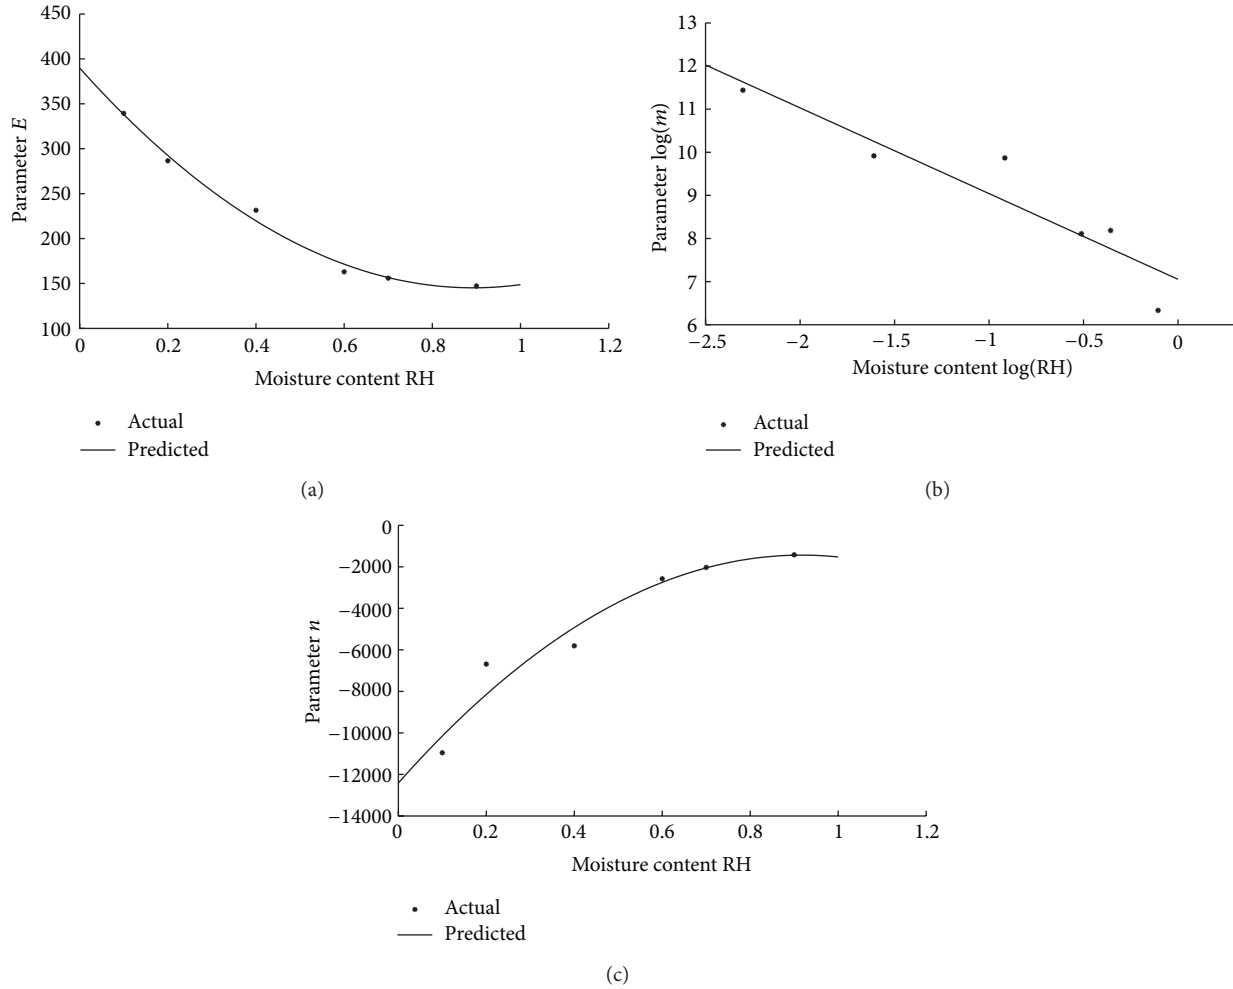 450
400
350
300
250
200
150
100
Parameter E
0 0.2 0.4 0.6 0.8 1 1.2
Moisture content RH
Actual
Predicted
(a)
13
12
11
10
9
8
7
6
Parameter log(m)
−2.5 −2 −1.5 −1 −0.5 0
Moisture content log(RH)
Actual
Predicted
(b)
0
−2000
−4000
−6000
−8000
−10000
−12000
−14000
Parameter n
0 0.2 0.4 0.6 0.8 1 1.2
Moisture content RH
Actual
Predicted
(c)